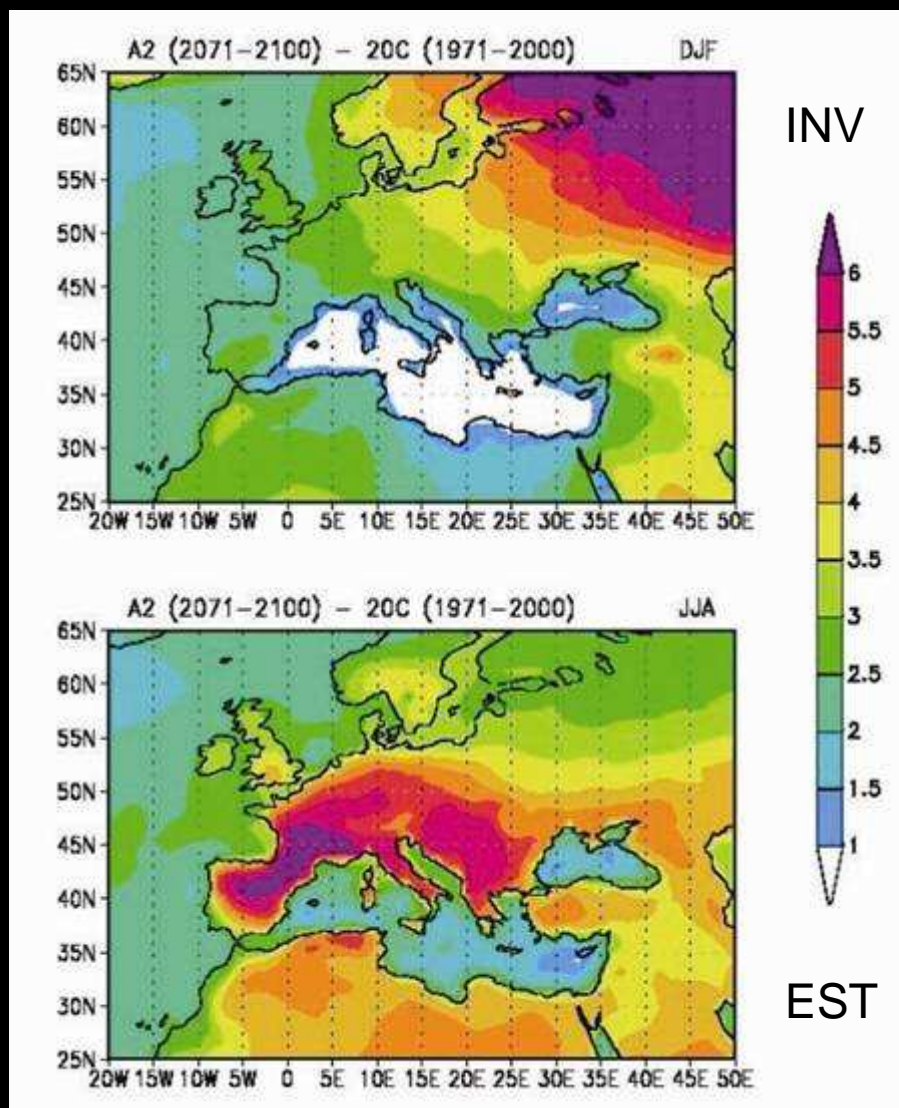 A2 (2071-2100) - 20C (1971-2000) DJF
65N
60N
55N
50N
45N
40N
35N
30N
25N
20W 15W 10W 5W 0 5E 10E 15E 20E 25E 30E 35E 40E 45E 50E
INV
6
5.5
5
4.5
4
3.5
3
2.5
2
1.5
1
A2 (2071-2100) - 20C (1971-2000) JJA
65N
60N
55N
50N
45N
40N
35N
30N
25N
20W 15W 10W 5W 0 5E 10E 15E 20E 25E 30E 35E 40E 45E 50E
EST